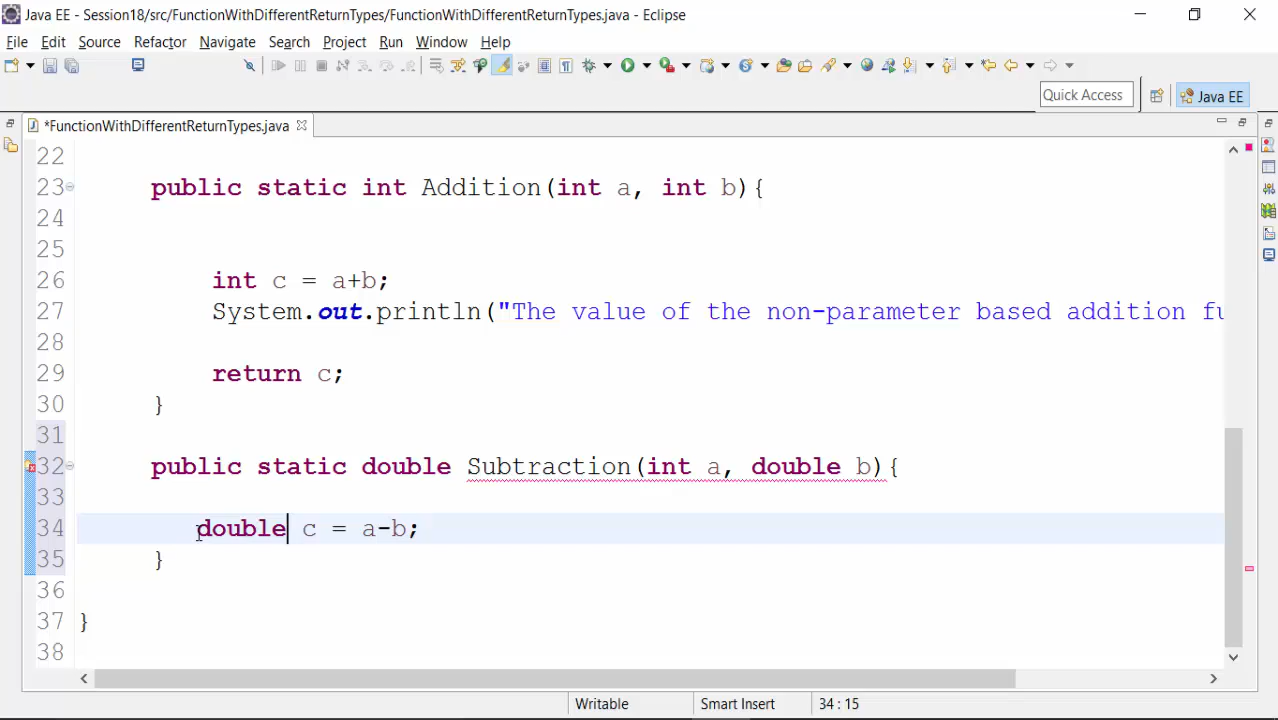 Java EE - Session18/src/FunctionWithDifferentReturnTypes/FunctionWithDifferentReturnTypes.java - Eclipse
File Edit Source Refactor Navigate Search Project Run Window Help
Quick Access Java EE
*FunctionWithDifferentReturnTypes.java
22
23 public static int Addition(int a, int b){
24
25
26 int c = a+b;
27 System.out.println("The value of the non-parameter based addition fu
28
29 return c;
30 }
31
32 public static double Subtraction(int a, double b){
33
34 double c = a-b;
35 }
36
37 }
38
Writable Smart Insert 34 : 15